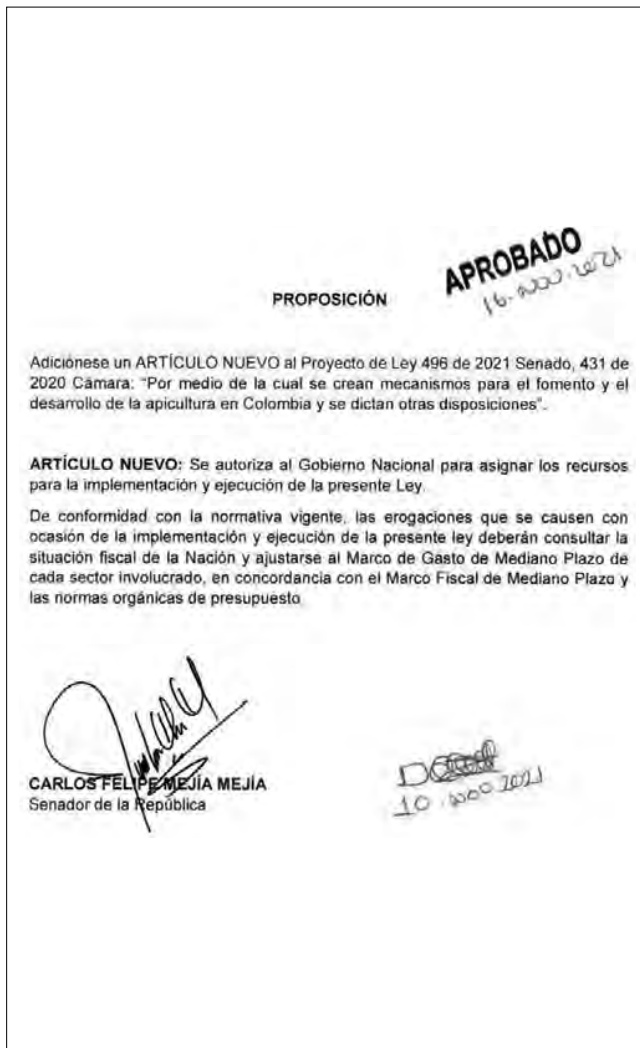 APROBADO
16. nov. 2021
PROPOSICIÓN
Adiciónese un ARTÍCULO NUEVO al Proyecto de Ley 496 de 2021 Senado, 431 de
2020 Cámara: "Por medio de la cual se crean mecanismos para el fomento y el
desarrollo de la apicultura en Colombia y se dictan otras disposiciones".
ARTÍCULO NUEVO: Se autoriza al Gobierno Nacional para asignar los recursos
para la implementación y ejecución de la presente Ley.
De conformidad con la normativa vigente, las erogaciones que se causen con
ocasión de la implementación y ejecución de la presente ley deberán consultar la
situación fiscal de la Nación y ajustarse al Marco de Gasto de Mediano Plazo de
cada sector involucrado, en concordancia con el Marco Fiscal de Mediano Plazo y
las normas orgánicas de presupuesto
CARLOS FELIPE MEJÍA MEJÍA
Senador de la República
10. nov 2021